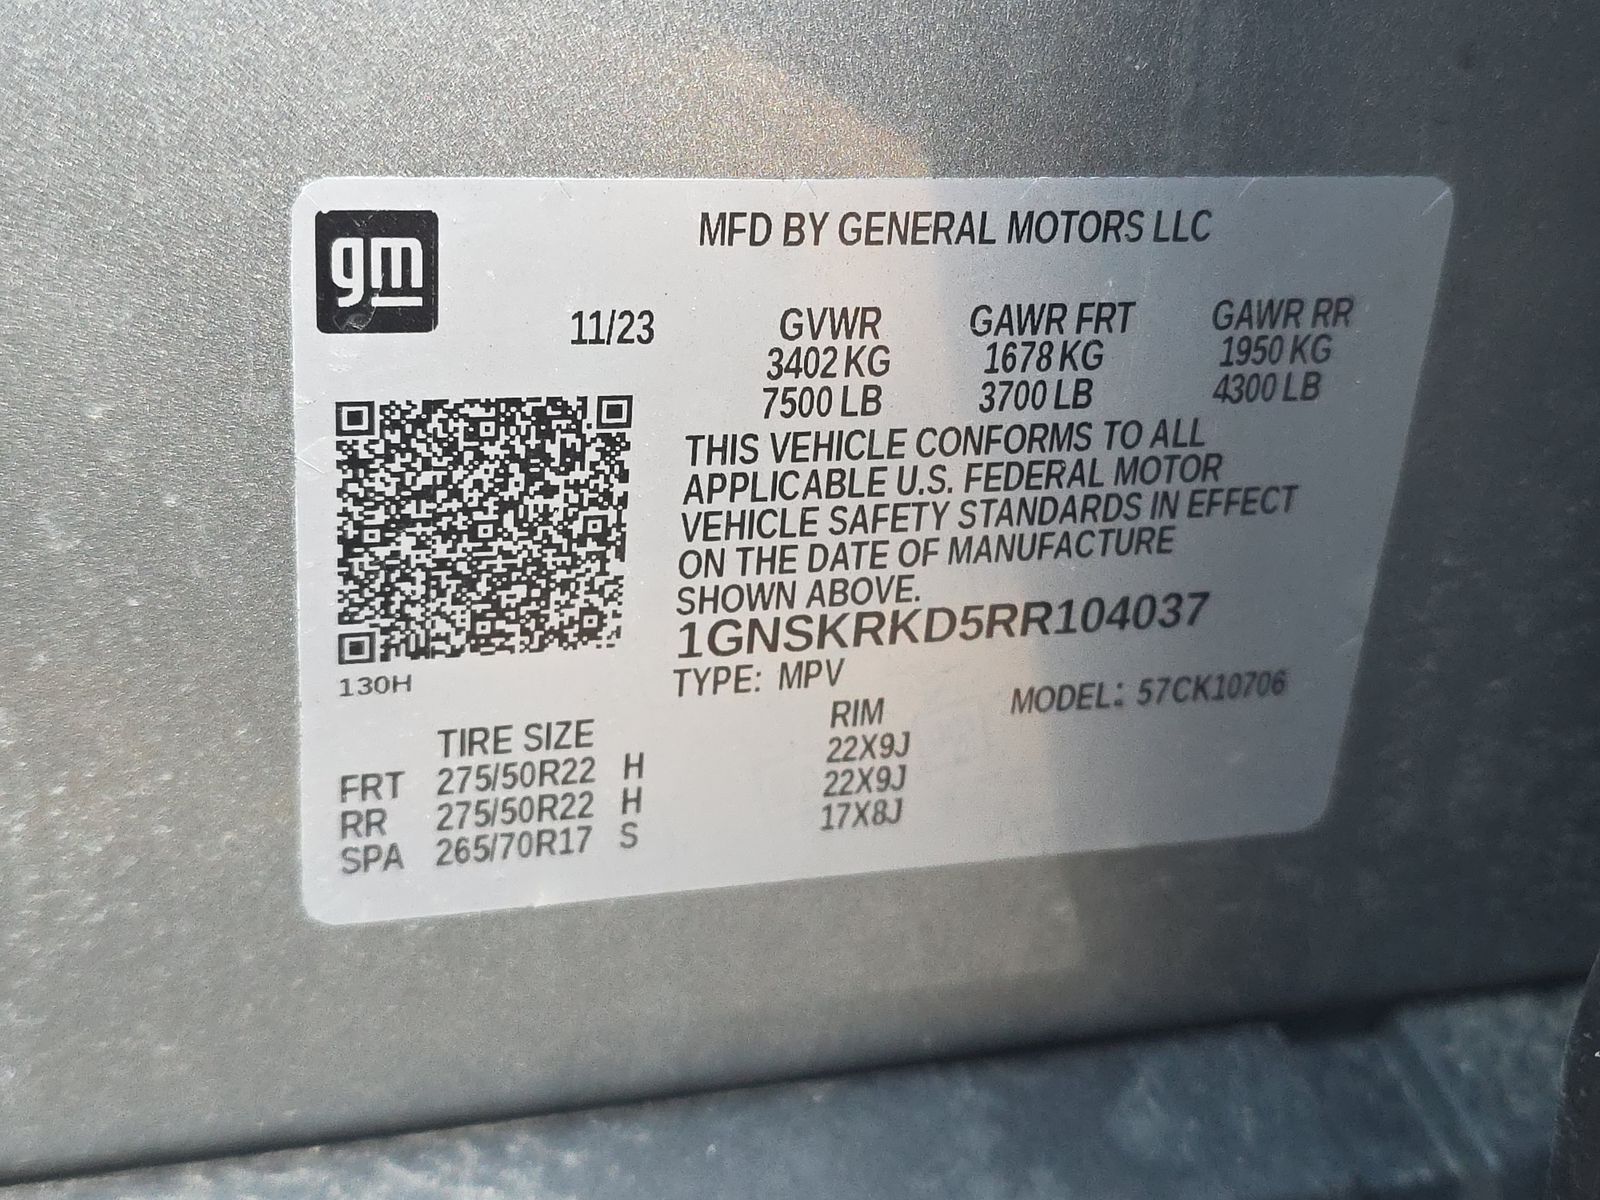 gm
MFD BY GENERAL MOTORS LLC
11/23 GVWR GAWR FRT GAWR RR
3402 KG 1678 KG 1950 KG
7500 LB 3700 LB 4300 LB
THIS VEHICLE CONFORMS TO ALL
APPLICABLE U.S. FEDERAL MOTOR
VEHICLE SAFETY STANDARDS IN EFFECT
ON THE DATE OF MANUFACTURE
SHOWN ABOVE.
1GNSKRKD5RR104037
130H
TYPE: MPV MODEL: 57CK10706
TIRE SIZE RIM
FRT 275/50R22 H 22X9J
RR 275/50R22 H 22X9J
SPA 265/70R17 S 17X8J